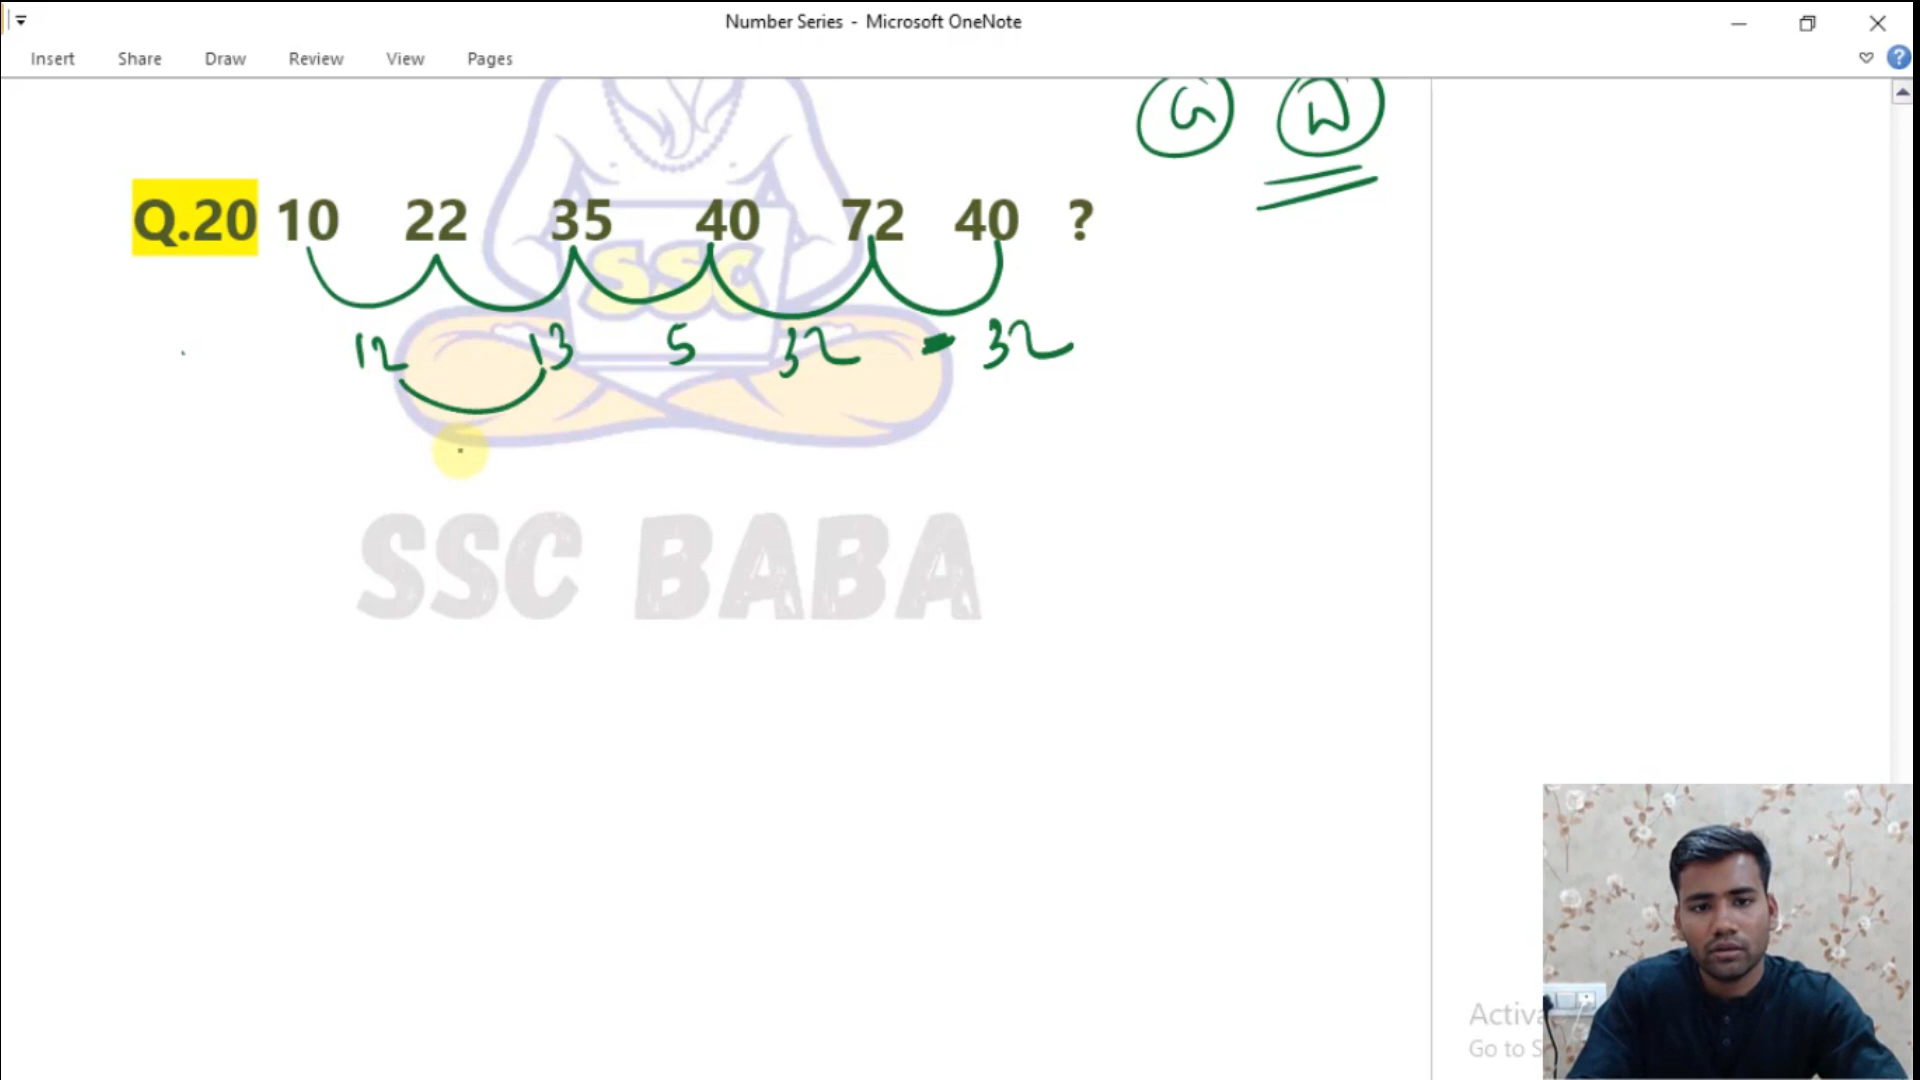 Number Series - Microsoft OneNote
Insert Share Draw Review View Pages
G W
Q.20 10 22 35 40 72 40 ?
SSC
12 13 5 32 - 32
SSC BABA
Activa
Go to S